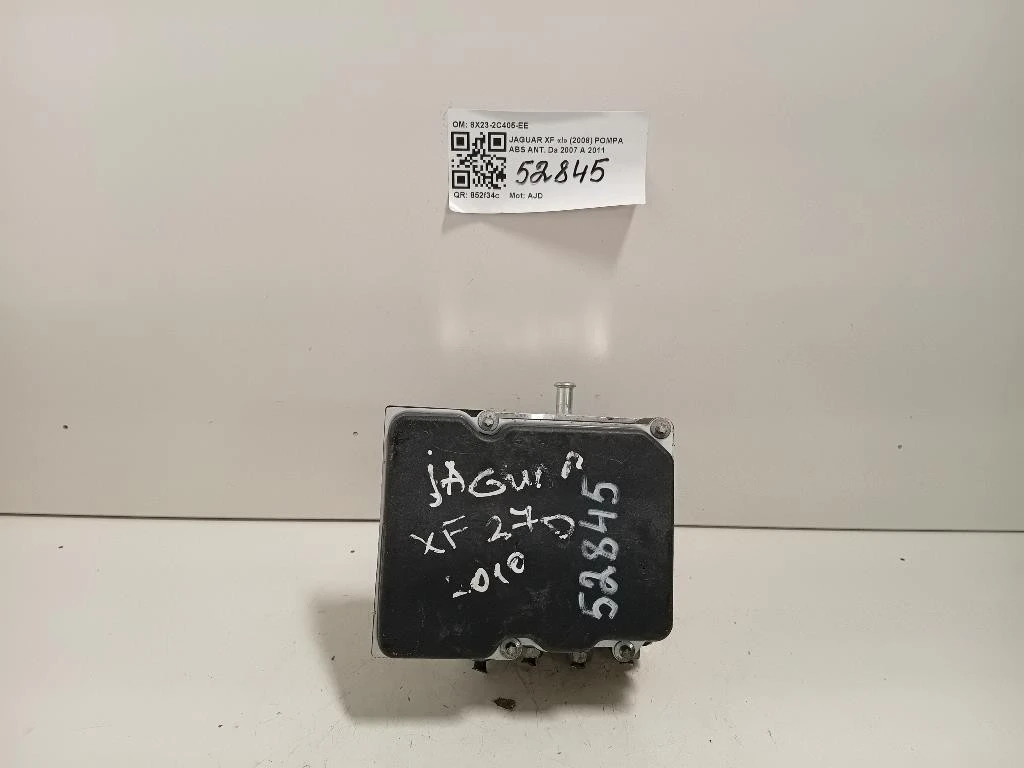 OM: 8X23-2C405-EE
JAGUAR XF «I» (2008) POMPA
ABS ANT. Da 2007 A 2011
52845
QR: 852f34c Mot: AJD
JAGUAR
XF 27D
2010
52845